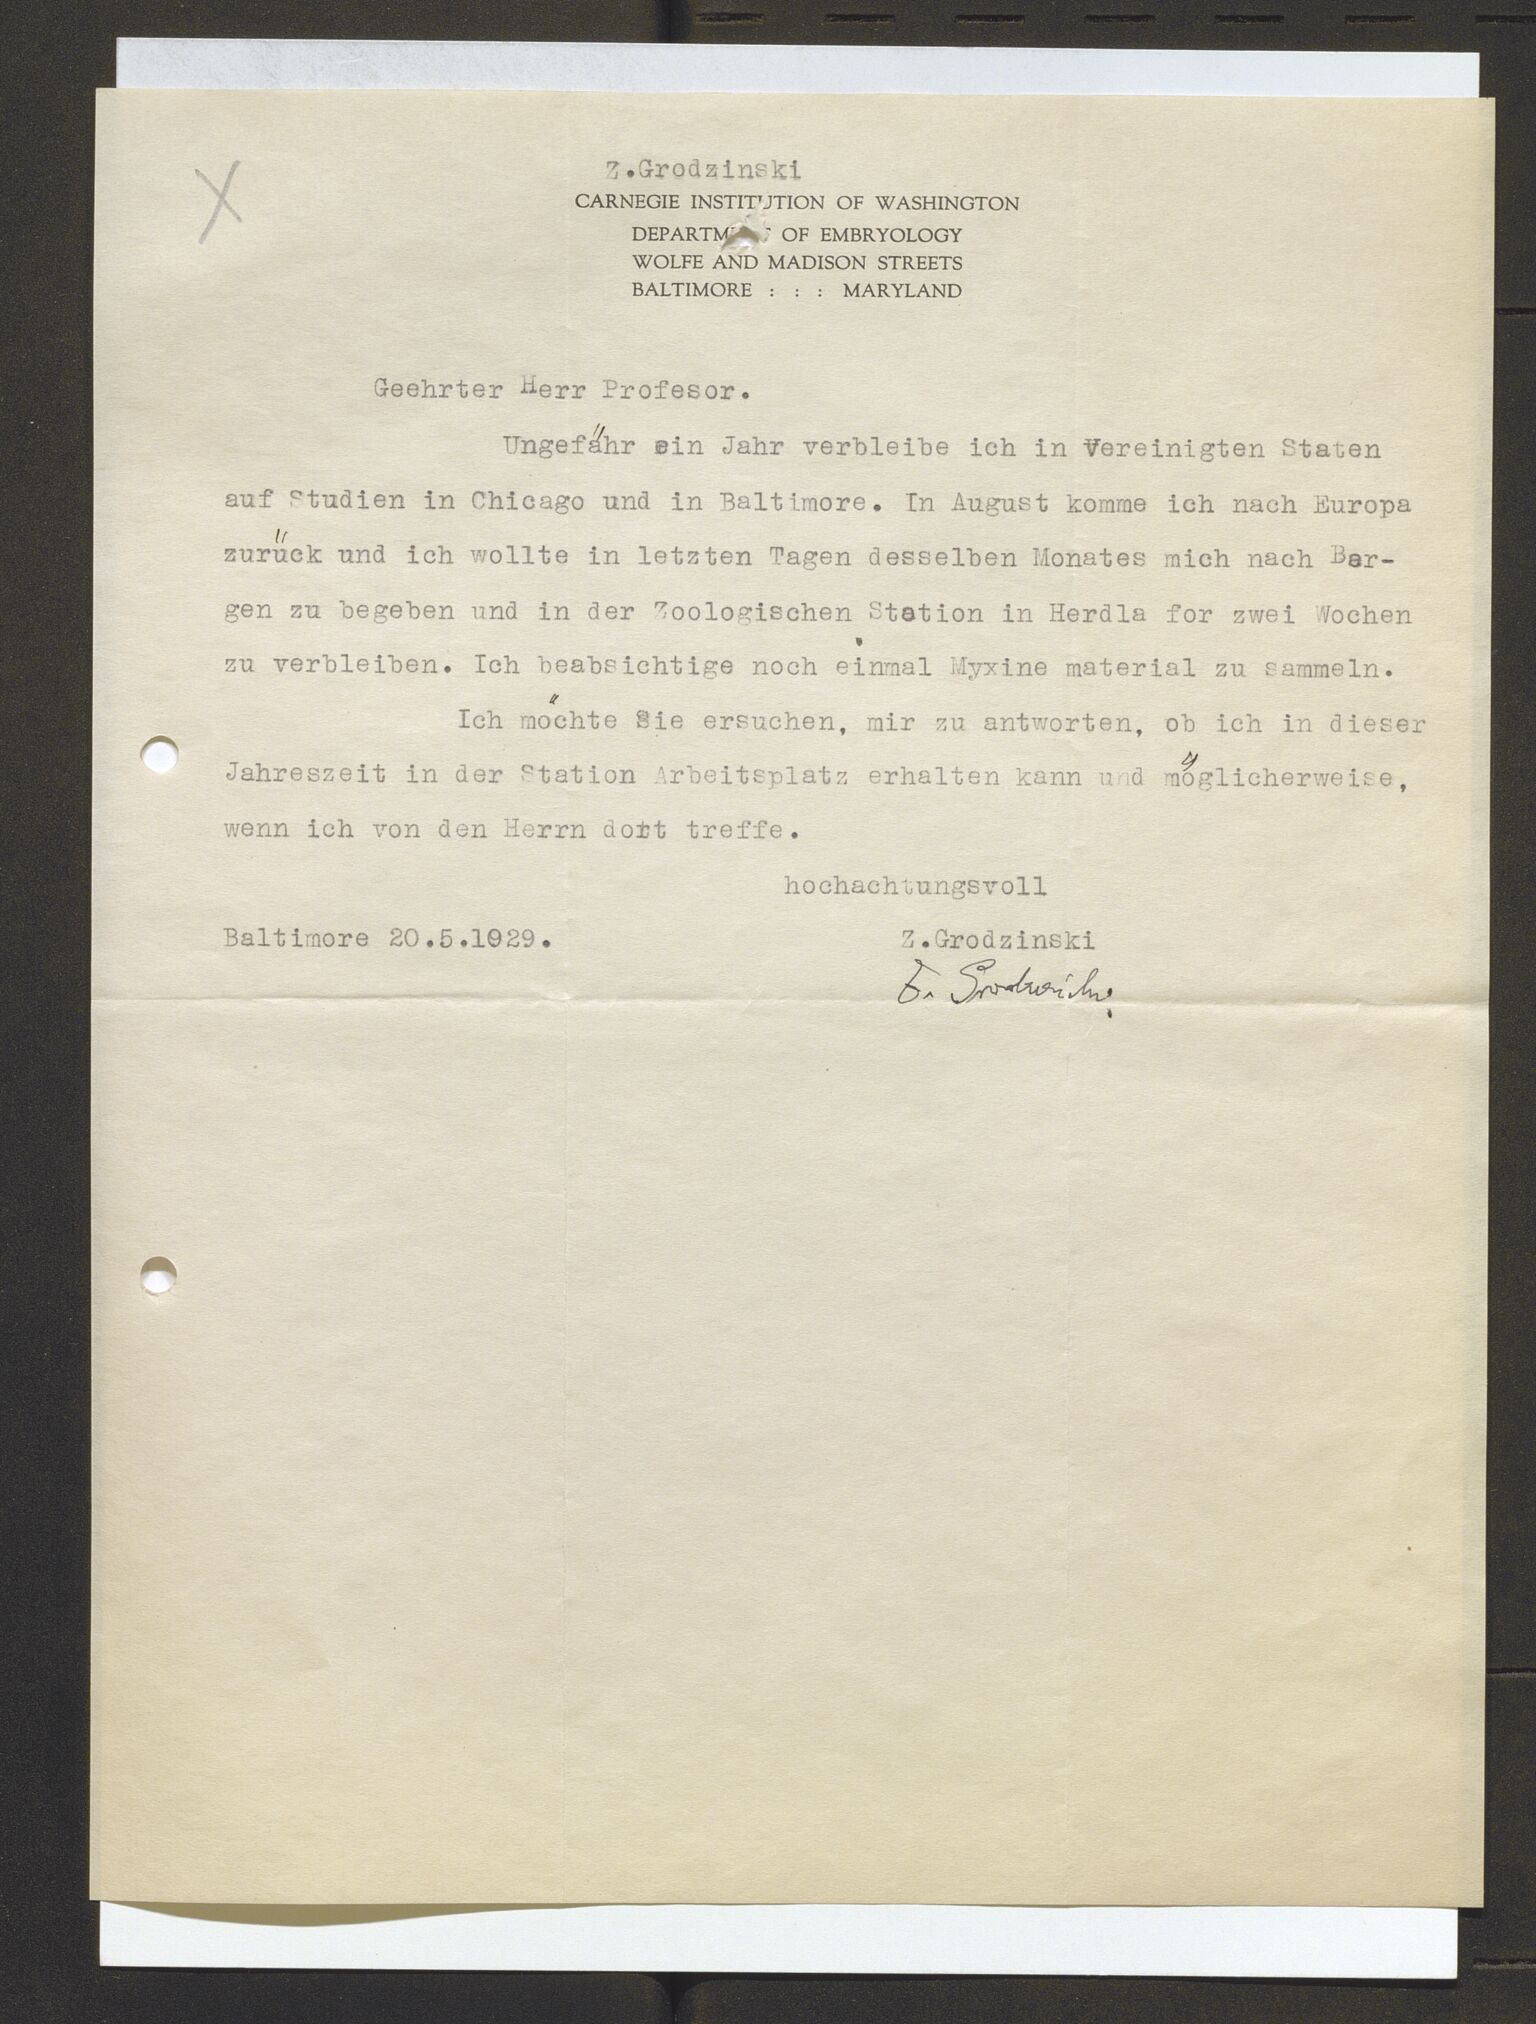 Z.Grodzinski
CARNEGIE INSTITUTION OF WASHINGTON
DEPARTMENT OF EMBRYOLOGY
WOLFE AND MADISON STREETS
BALTIMORE : : : MARYLAND
Geehrter Herr Profesor.
Ungefähr ein Jahr verbleibe ich in Vereinigten Staten
auf Studien in Chicago und in Baltimore. In August komme ich nach Europa
zurück und ich wollte in letzten Tagen desselben Monates mich nach Ber-
gen zu begeben und in der Zoologischen Station in Herdla for zwei Wochen
zu verbleiben. Ich beabsichtige noch einmal Myxine material zu sammeln.
Ich möchte Sie ersuchen, mir zu antworten, ob ich in dieser
Jahreszeit in der Station Arbeitsplatz erhalten kann und möglicherweise,
wenn ich von den Herrn dort treffe.
hochachtungsvoll
Baltimore 20.5.1929. Z.Grodzinski
Z. Grodzinski